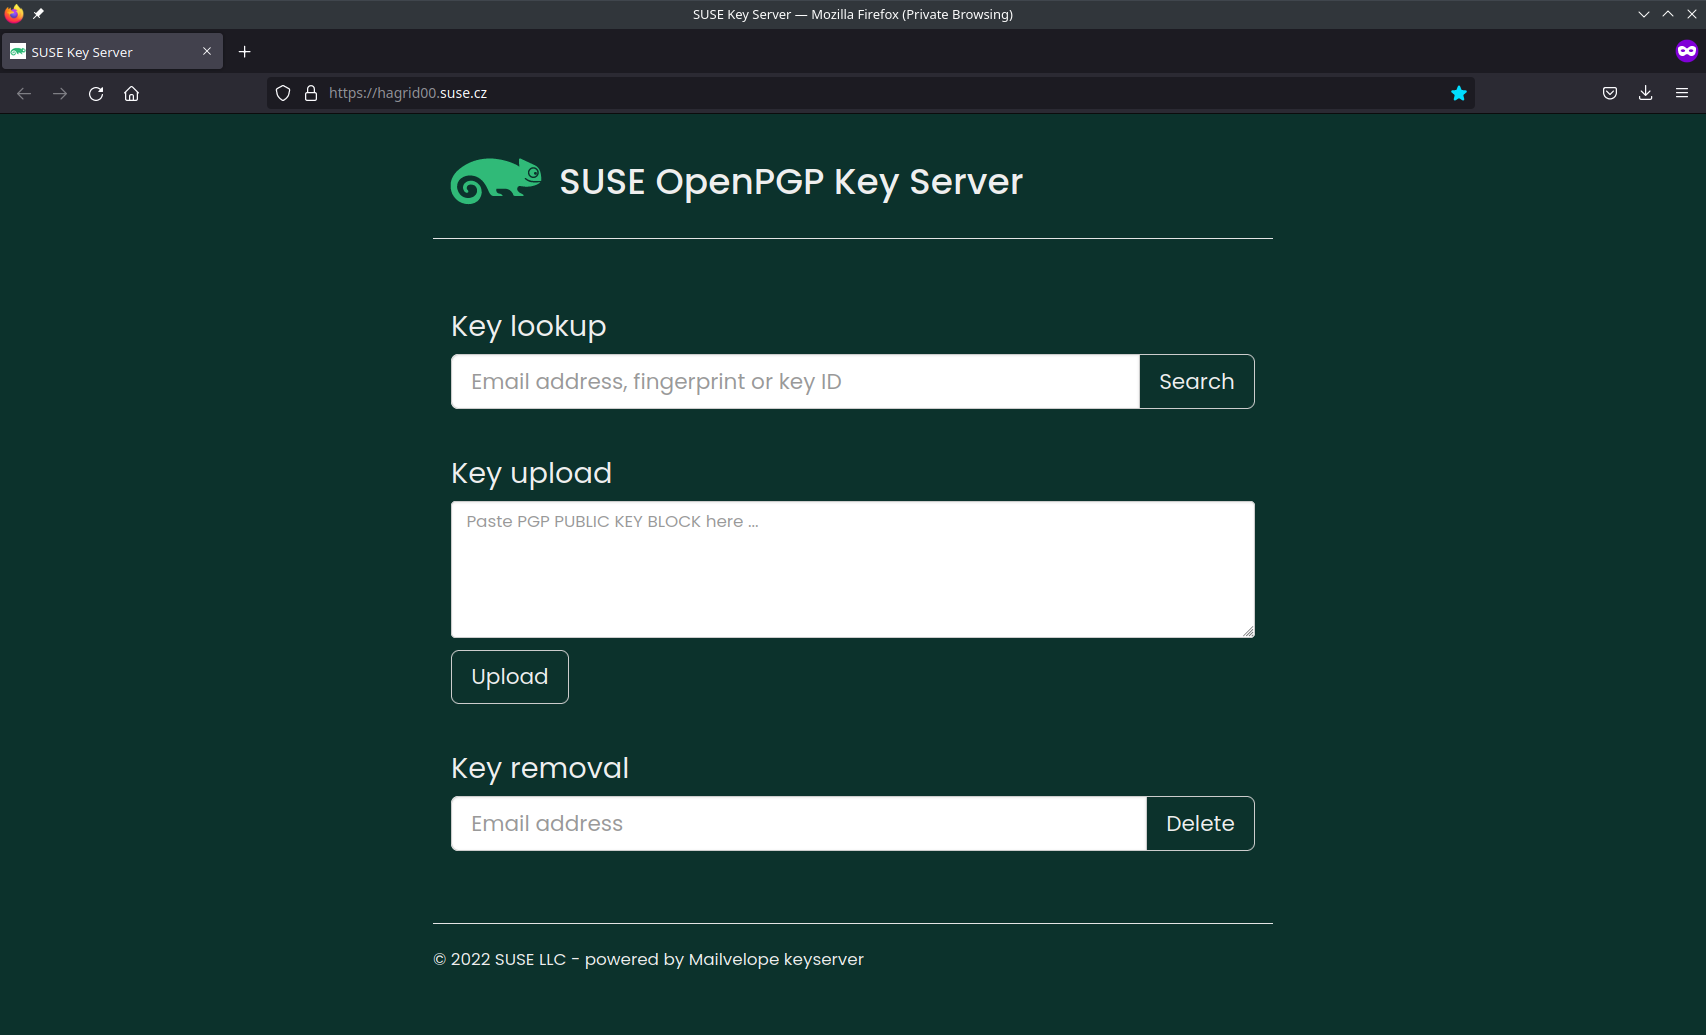 SUSE Key Server — Mozilla Firefox (Private Browsing)
SUSE Key Server
https://hagrid00.suse.cz
SUSE OpenPGP Key Server
Key lookup
Email address, fingerprint or key ID
Search
Key upload
Paste PGP PUBLIC KEY BLOCK here ...
Upload
Key removal
Email address
Delete
© 2022 SUSE LLC - powered by Mailvelope keyserver